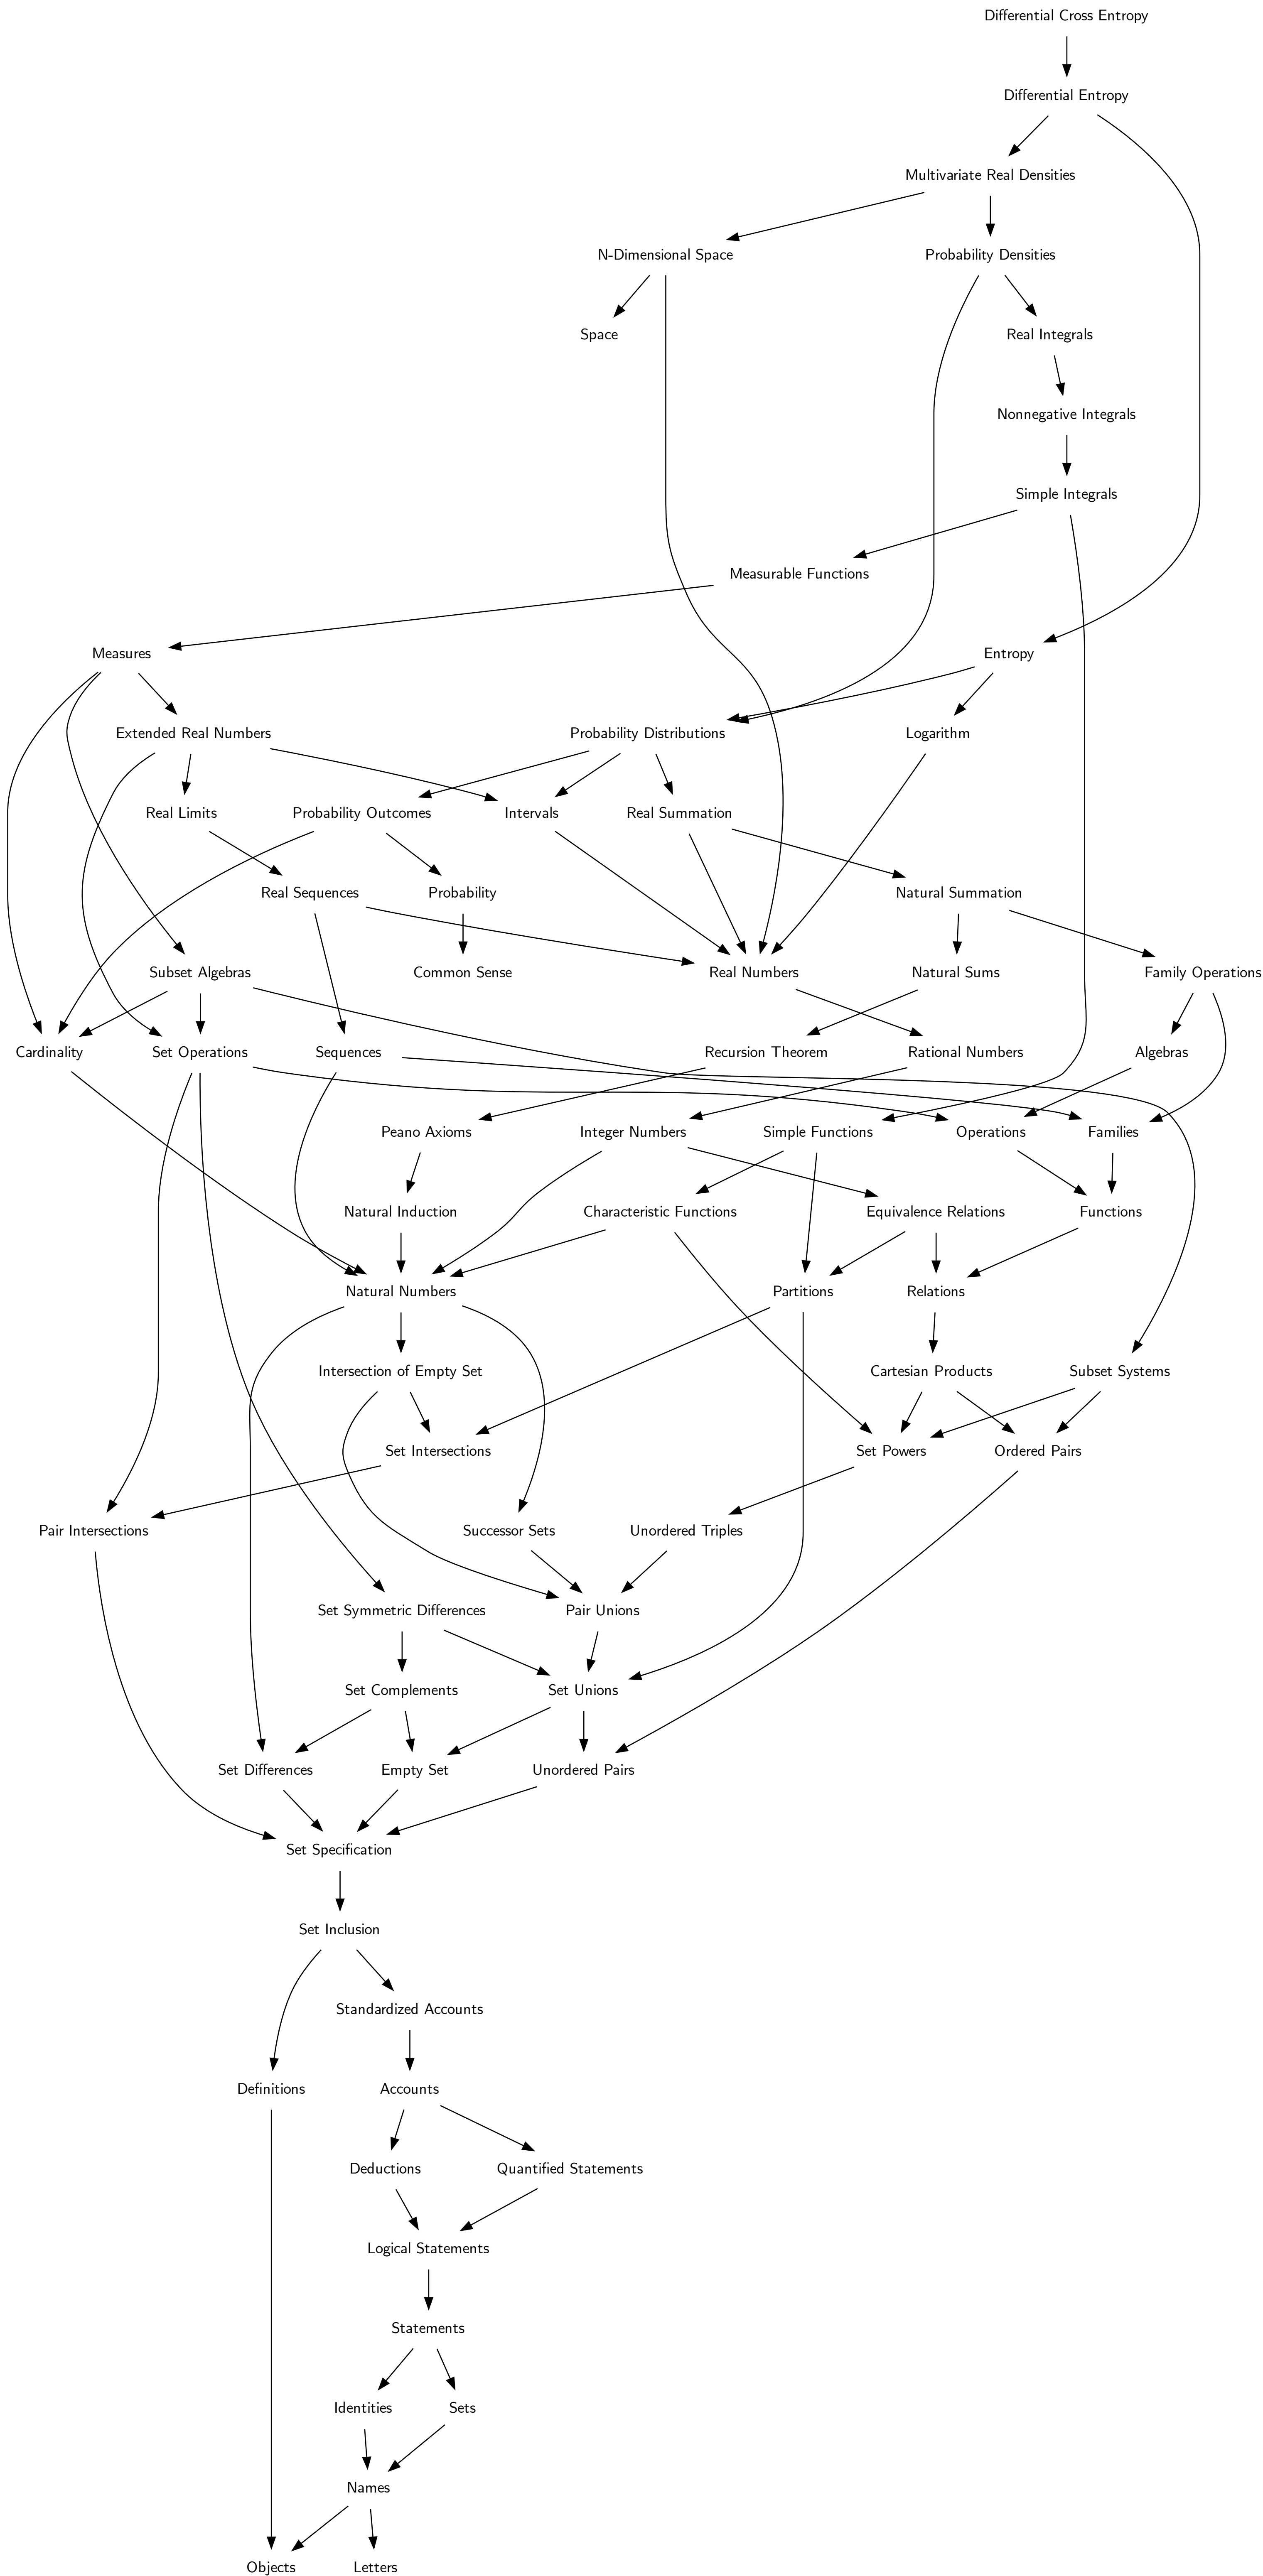 Differential Cross Entropy
Differential Entropy
Multivariate Real Densities
N-Dimensional Space
Probability Densities
Space
Real Integrals
Nonnegative Integrals
Simple Integrals
Measurable Functions
Measures
Entropy
Extended Real Numbers
Probability Distributions
Logarithm
Real Limits
Probability Outcomes
Intervals
Real Summation
Real Sequences
Probability
Natural Summation
Subset Algebras
Common Sense
Real Numbers
Natural Sums
Family Operations
Cardinality
Set Operations
Sequences
Recursion Theorem
Rational Numbers
Algebras
Peano Axioms
Integer Numbers
Simple Functions
Operations
Families
Natural Induction
Characteristic Functions
Equivalence Relations
Functions
Natural Numbers
Partitions
Relations
Intersection of Empty Set
Cartesian Products
Subset Systems
Set Intersections
Set Powers
Ordered Pairs
Pair Intersections
Successor Sets
Unordered Triples
Set Symmetric Differences
Pair Unions
Set Complements
Set Unions
Set Differences
Empty Set
Unordered Pairs
Set Specification
Set Inclusion
Standardized Accounts
Definitions
Accounts
Deductions
Quantified Statements
Logical Statements
Statements
Identities
Sets
Names
Objects
Letters